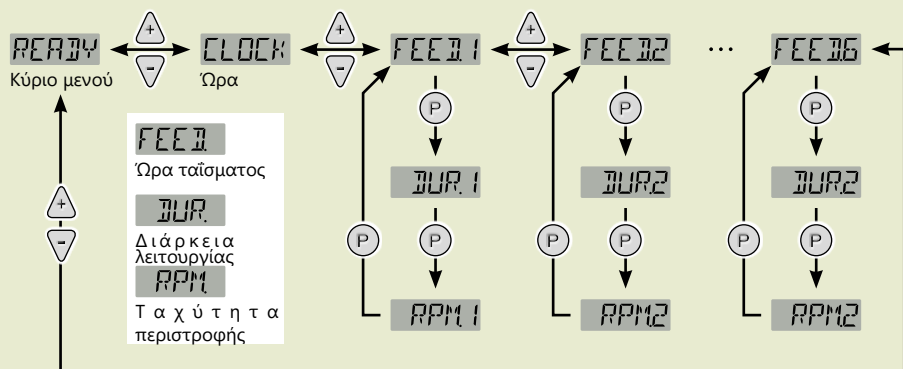 READY + - CLOCK + - FEED.1 + - FEED.2 ... FEED.6
Κύριο μενού Ώρα
P P P
FEED.
Ώρα ταΐσματος
DUR.1 DUR.2 DUR.2
+ DUR.
- P P P P P P
Διάρκεια
λειτουργίας
RPM.
RPM.1 RPM.2 RPM.2
Ταχύτητα
περιστροφής